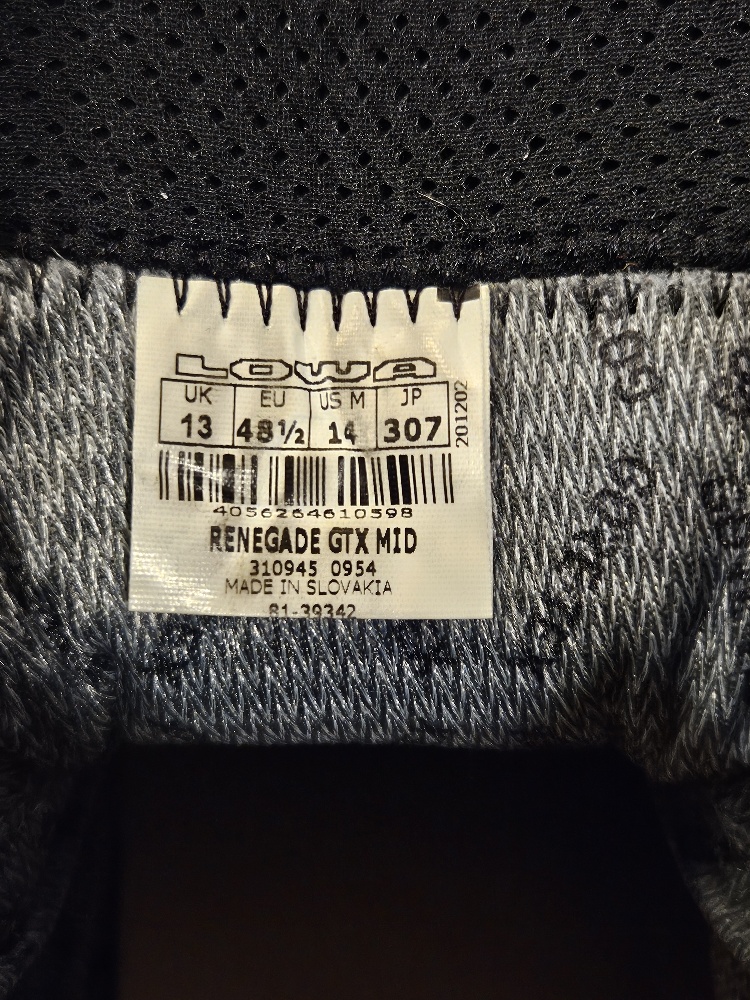 LOWA
UK EU US M JP
13 48½ 14 307
201202
4056264610598
RENEGADE GTX MID
310945 0954
MADE IN SLOVAKIA
81-39342